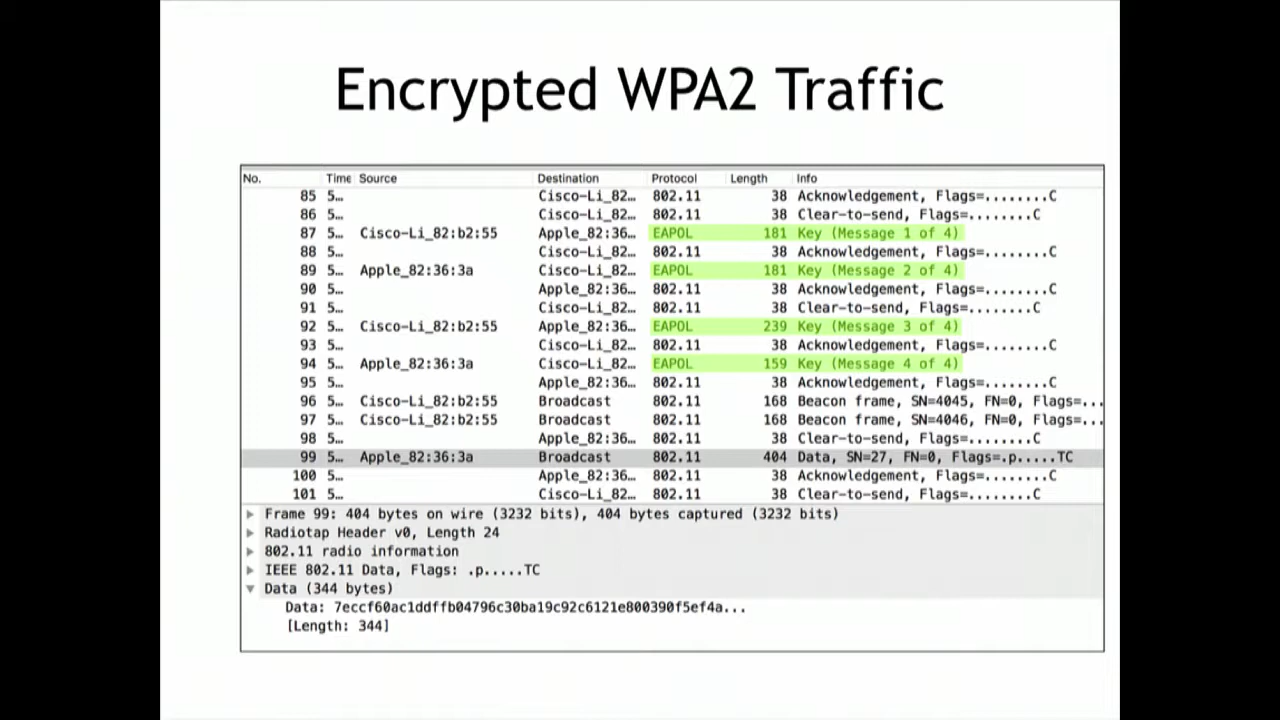 Encrypted WPA2 Traffic
No. Time Source Destination Protocol Length Info
85 5… Cisco-Li_82… 802.11 38 Acknowledgement, Flags=........C
86 5… Cisco-Li_82… 802.11 38 Clear-to-send, Flags=........C
87 5… Cisco-Li_82:b2:55 Apple_82:36… EAPOL 181 Key (Message 1 of 4)
88 5… Cisco-Li_82… 802.11 38 Acknowledgement, Flags=........C
89 5… Apple_82:36:3a Cisco-Li_82… EAPOL 181 Key (Message 2 of 4)
90 5… Apple_82:36… 802.11 38 Acknowledgement, Flags=........C
91 5… Cisco-Li_82… 802.11 38 Clear-to-send, Flags=........C
92 5… Cisco-Li_82:b2:55 Apple_82:36… EAPOL 239 Key (Message 3 of 4)
93 5… Cisco-Li_82… 802.11 38 Acknowledgement, Flags=........C
94 5… Apple_82:36:3a Cisco-Li_82… EAPOL 159 Key (Message 4 of 4)
95 5… Apple_82:36… 802.11 38 Acknowledgement, Flags=........C
96 5… Cisco-Li_82:b2:55 Broadcast 802.11 168 Beacon frame, SN=4045, FN=0, Flags=...
97 5… Cisco-Li_82:b2:55 Broadcast 802.11 168 Beacon frame, SN=4046, FN=0, Flags=...
98 5… Apple_82:36… 802.11 38 Clear-to-send, Flags=........C
99 5… Apple_82:36:3a Broadcast 802.11 404 Data, SN=27, FN=0, Flags=.p.....TC
100 5… Apple_82:36… 802.11 38 Acknowledgement, Flags=........C
101 5… Cisco-Li_82… 802.11 38 Clear-to-send, Flags=........C
Frame 99: 404 bytes on wire (3232 bits), 404 bytes captured (3232 bits)
Radiotap Header v0, Length 24
802.11 radio information
IEEE 802.11 Data, Flags: .p.....TC
Data (344 bytes)
Data: 7eccf60ac1ddffb04796c30ba19c92c6121e800390f5ef4a...
[Length: 344]